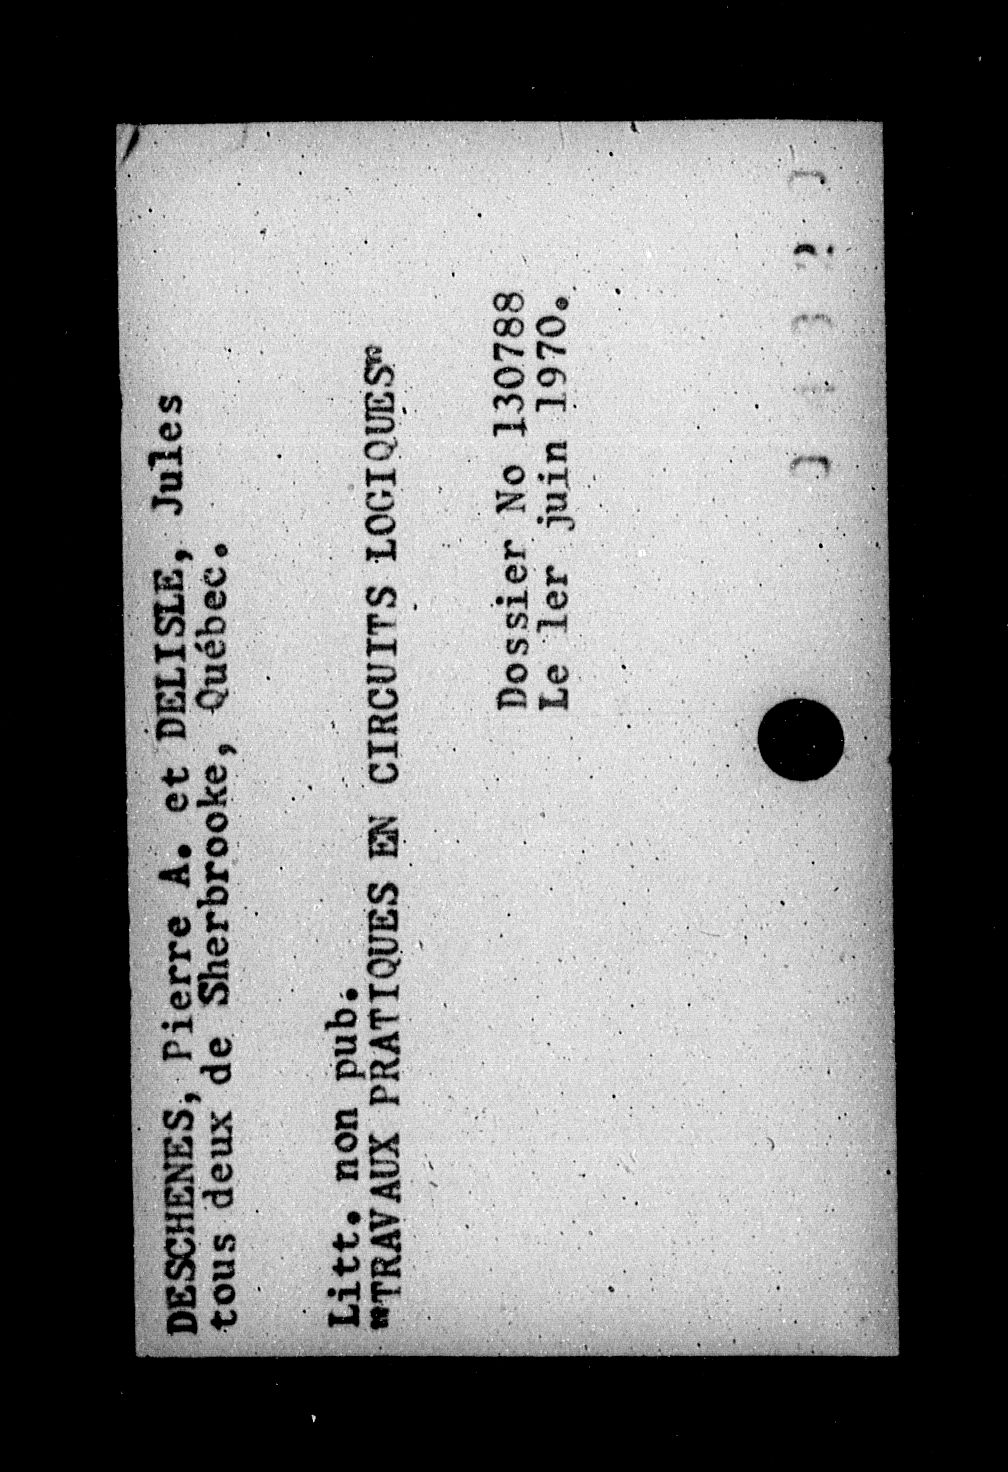 DESCHENES, Pierre A. et DELISLE, Jules
tous deux de Sherbrooke, Québec.
Litt. non pub.
"TRAVAUX PRATIQUES EN CIRCUITS LOGIQUES"
Dossier No 130788
Le 1er juin 1970.